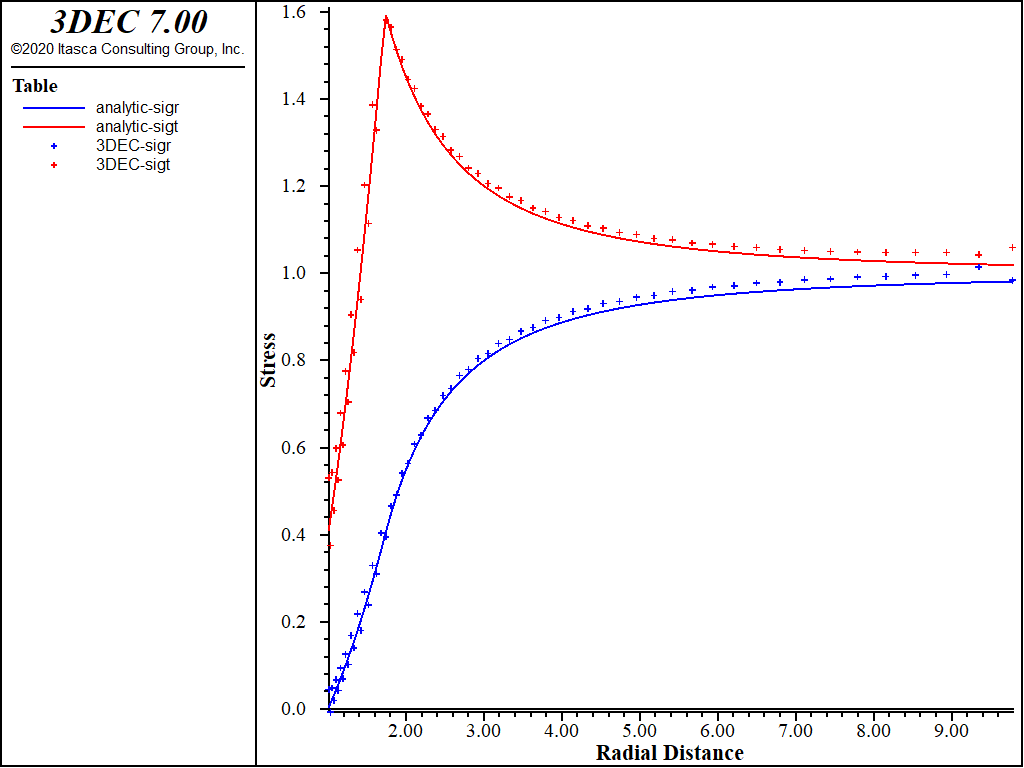 3DEC 7.00
©2020 Itasca Consulting Group, Inc.
Table
analytic-sigr
analytic-sigt
3DEC-sigr
3DEC-sigt
1.6
1.4
1.2
1.0
0.8
0.6
0.4
0.2
0.0
Stress
2.00 3.00 4.00 5.00 6.00 7.00 8.00 9.00
Radial Distance